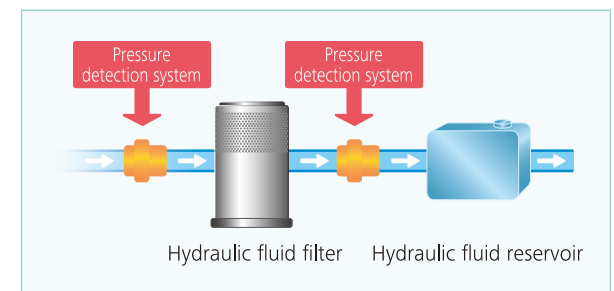 Pressure
detection system
Pressure
detection system
Hydraulic fluid filter
Hydraulic fluid reservoir